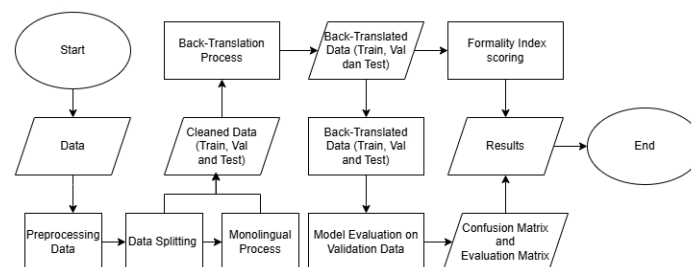 Start
Back-Translation
Process
Back-Translated
Data (Train, Val
dan Test)
Formality Index
scoring
Data
Cleaned Data
(Train, Val
and Test)
Back-Translated
Data (Train, Val
and Test)
Results
End
Preprocessing
Data
Data Splitting
Monolingual
Process
Model Evaluation on
Validation Data
Confusion Matrix
and
Evaluation Matrix